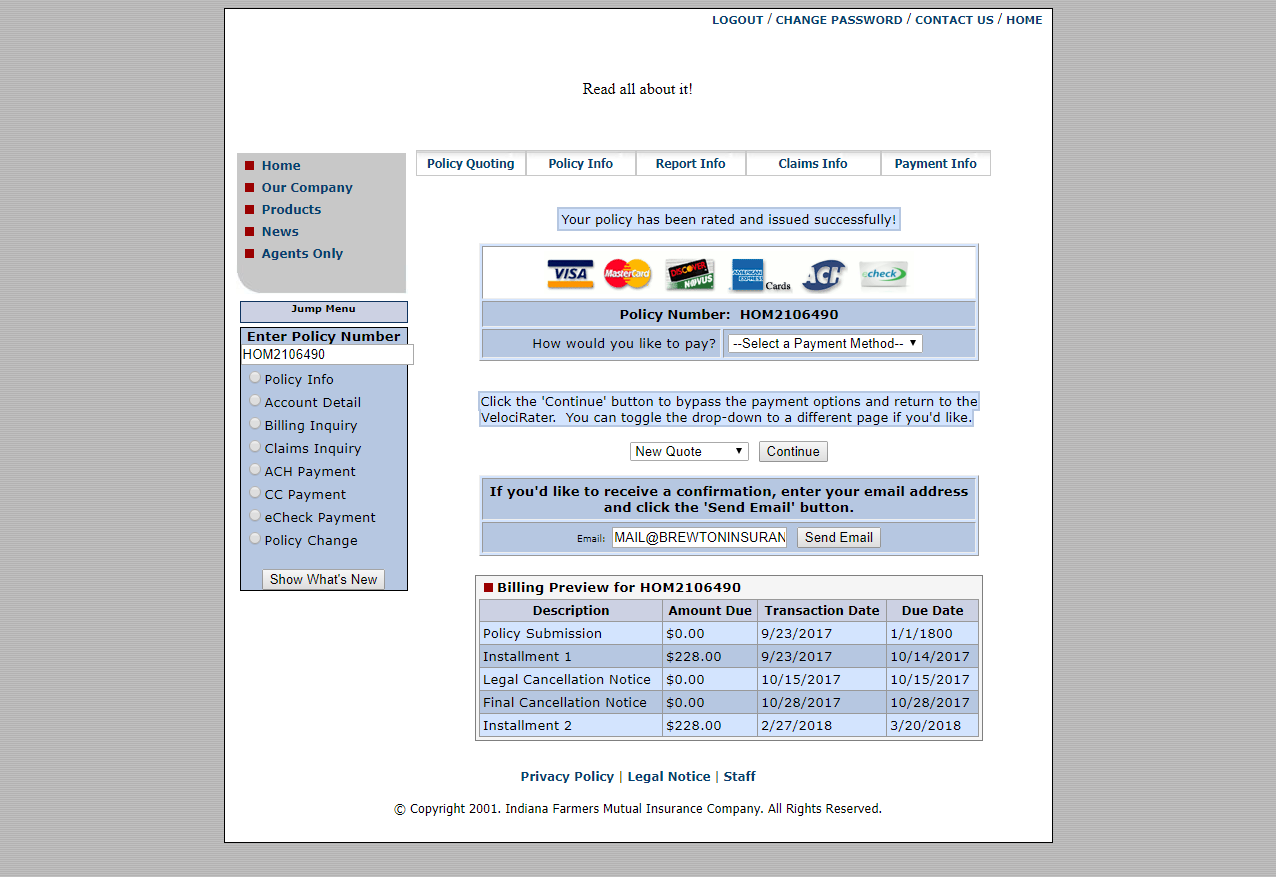 LOGOUT / CHANGE PASSWORD / CONTACT US / HOME
Read all about it!
Home
Our Company
Products
News
Agents Only
Jump Menu
Enter Policy Number
HOM2106490
Policy Info
Account Detail
Billing Inquiry
Claims Inquiry
ACH Payment
CC Payment
eCheck Payment
Policy Change
Show What's New
Policy Quoting Policy Info Report Info Claims Info Payment Info
Your policy has been rated and issued successfully!
VISA MasterCard DISCOVER NOVUS AMERICAN EXPRESS Cards ACH echeck
Policy Number: HOM2106490
How would you like to pay? --Select a Payment Method--
Click the 'Continue' button to bypass the payment options and return to the
VelociRater. You can toggle the drop-down to a different page if you'd like.
New Quote Continue
If you'd like to receive a confirmation, enter your email address
and click the 'Send Email' button.
Email: MAIL@BREWTONINSURAN Send Email
Billing Preview for HOM2106490
Description Amount Due Transaction Date Due Date
Policy Submission $0.00 9/23/2017 1/1/1800
Installment 1 $228.00 9/23/2017 10/14/2017
Legal Cancellation Notice $0.00 10/15/2017 10/15/2017
Final Cancellation Notice $0.00 10/28/2017 10/28/2017
Installment 2 $228.00 2/27/2018 3/20/2018
Privacy Policy | Legal Notice | Staff
© Copyright 2001. Indiana Farmers Mutual Insurance Company. All Rights Reserved.